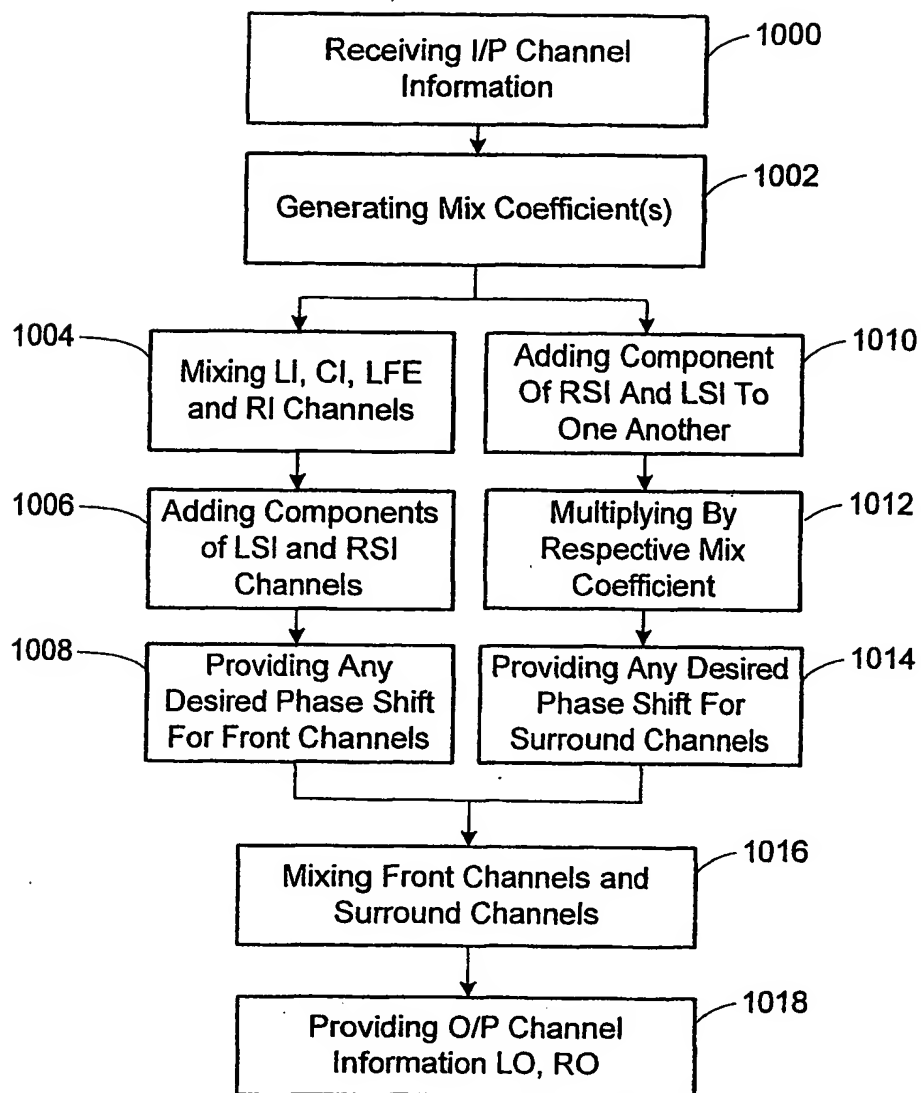 Receiving I/P Channel
Information
1000
Generating Mix Coefficient(s)
1002
1004
Mixing LI, CI, LFE
and RI Channels
Adding Component
Of RSI And LSI To
One Another
1010
1006
Adding Components
of LSI and RSI
Channels
Multiplying By
Respective Mix
Coefficient
1012
1008
Providing Any
Desired Phase Shift
For Front Channels
Providing Any Desired
Phase Shift For
Surround Channels
1014
Mixing Front Channels and
Surround Channels
1016
Providing O/P Channel
Information LO, RO
1018